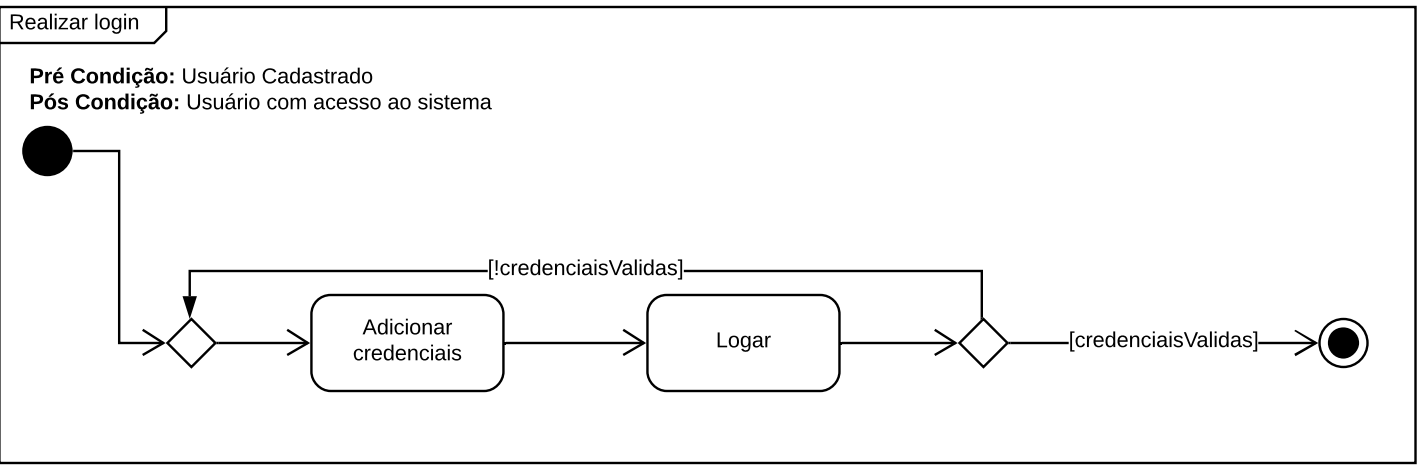 Realizar login
Pré Condição: Usuário Cadastrado
Pós Condição: Usuário com acesso ao sistema
[!credenciaisValidas]
Adicionar
credenciais
Logar
[credenciaisValidas]